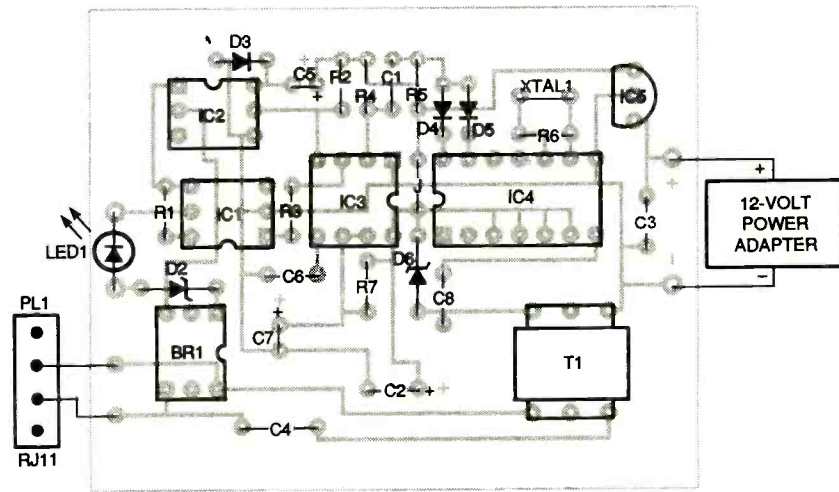 D3
C5
R2
C1
R4
R5
XTAL1
IC5
IC2
D4
D5
R6
+
R1
IC1
R3
IC3
J
IC4
12-VOLT
POWER
ADAPTER
C3
LED1
D2
C6
R7
D6
C8
−
PL1
BR1
C7
T1
C2
+
C4
RJ11